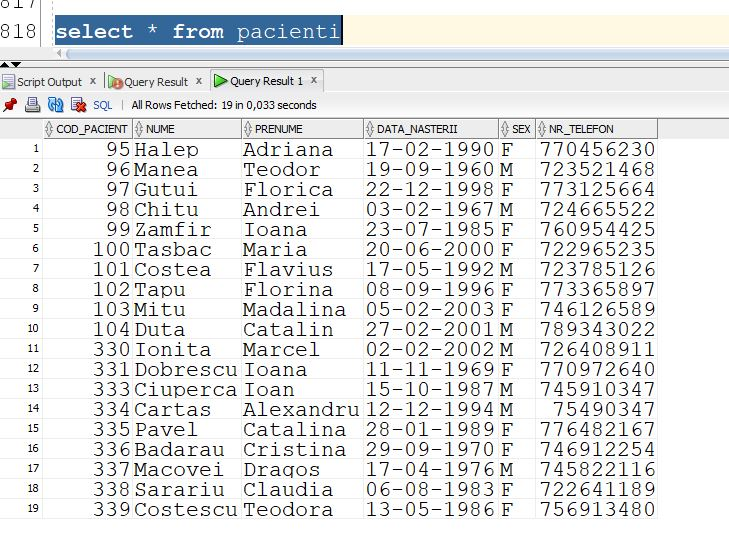 817
818 select * from pacienti
Script Output x Query Result x Query Result 1 x
SQL | All Rows Fetched: 19 in 0,033 seconds
COD_PACIENT NUME PRENUME DATA_NASTERII SEX NR_TELEFON
1 95 Halep Adriana 17-02-1990 F 770456230
2 96 Manea Teodor 19-09-1960 M 723521468
3 97 Gutui Florica 22-12-1998 F 773125664
4 98 Chitu Andrei 03-02-1967 M 724665522
5 99 Zamfir Ioana 23-07-1985 F 760954425
6 100 Tasbac Maria 20-06-2000 F 722965235
7 101 Costea Flavius 17-05-1992 M 723785126
8 102 Tapu Florina 08-09-1996 F 773365897
9 103 Mitu Madalina 05-02-2003 F 746126589
10 104 Duta Catalin 27-02-2001 M 789343022
11 330 Ionita Marcel 02-02-2002 M 726408911
12 331 Dobrescu Ioana 11-11-1969 F 770972640
13 333 Ciuperca Ioan 15-10-1987 M 745910347
14 334 Cartas Alexandru 12-12-1994 M 75490347
15 335 Pavel Catalina 28-01-1989 F 776482167
16 336 Badarau Cristina 29-09-1970 F 746912254
17 337 Macovei Dragos 17-04-1976 M 745822116
18 338 Sarariu Claudia 06-08-1983 F 722641189
19 339 Costescu Teodora 13-05-1986 F 756913480